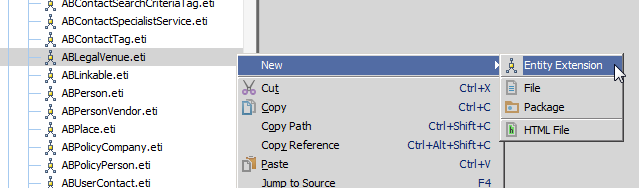 ABContactSearchCriteriaTag.eti
ABContactSpecialistService.eti
ABContactTag.eti
ABLegalVenue.eti
ABLinkable.eti
ABPerson.eti
ABPersonVendor.eti
ABPlace.eti
ABPolicyCompany.eti
ABPolicyPerson.eti
ABUserContact.eti
New
Cut Ctrl+X
Copy Ctrl+C
Copy Path Ctrl+Shift+C
Copy Reference Ctrl+Alt+Shift+C
Paste Ctrl+V
Jump to Source F4
Entity Extension
File
Package
HTML File